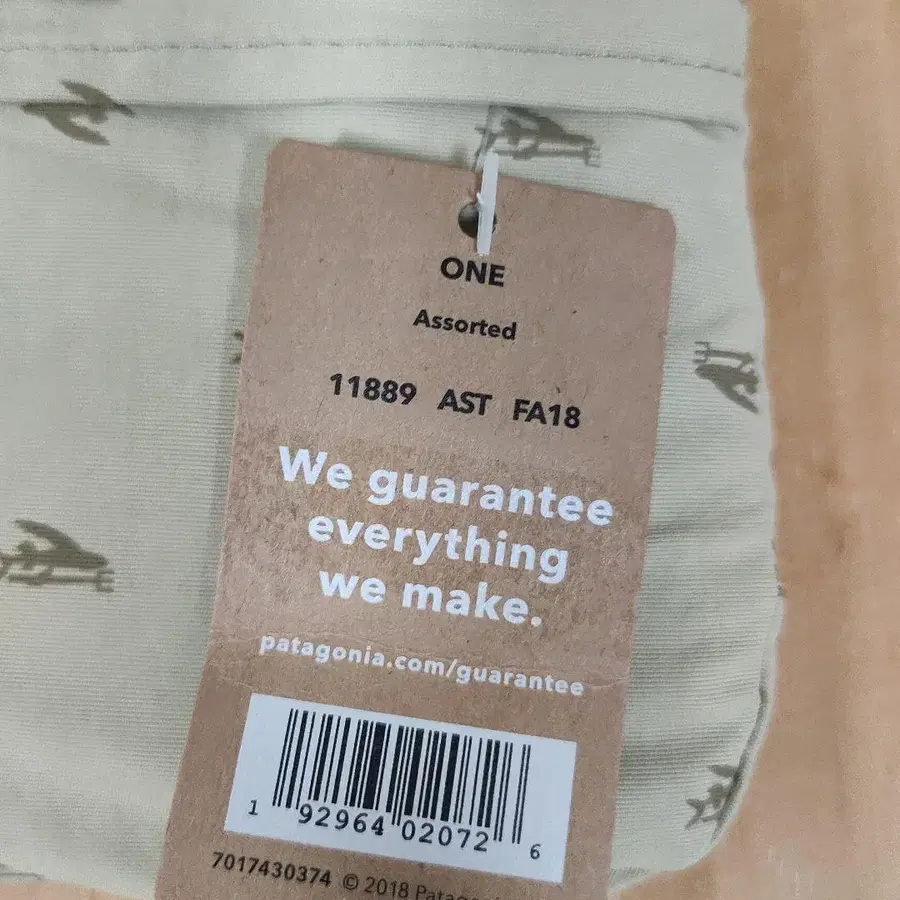 ONE
Assorted
11889 AST FA18
We guarantee
everything
we make.
patagonia.com/guarantee
1 92964 02072 6
7017430374 © 2018 Patagonia